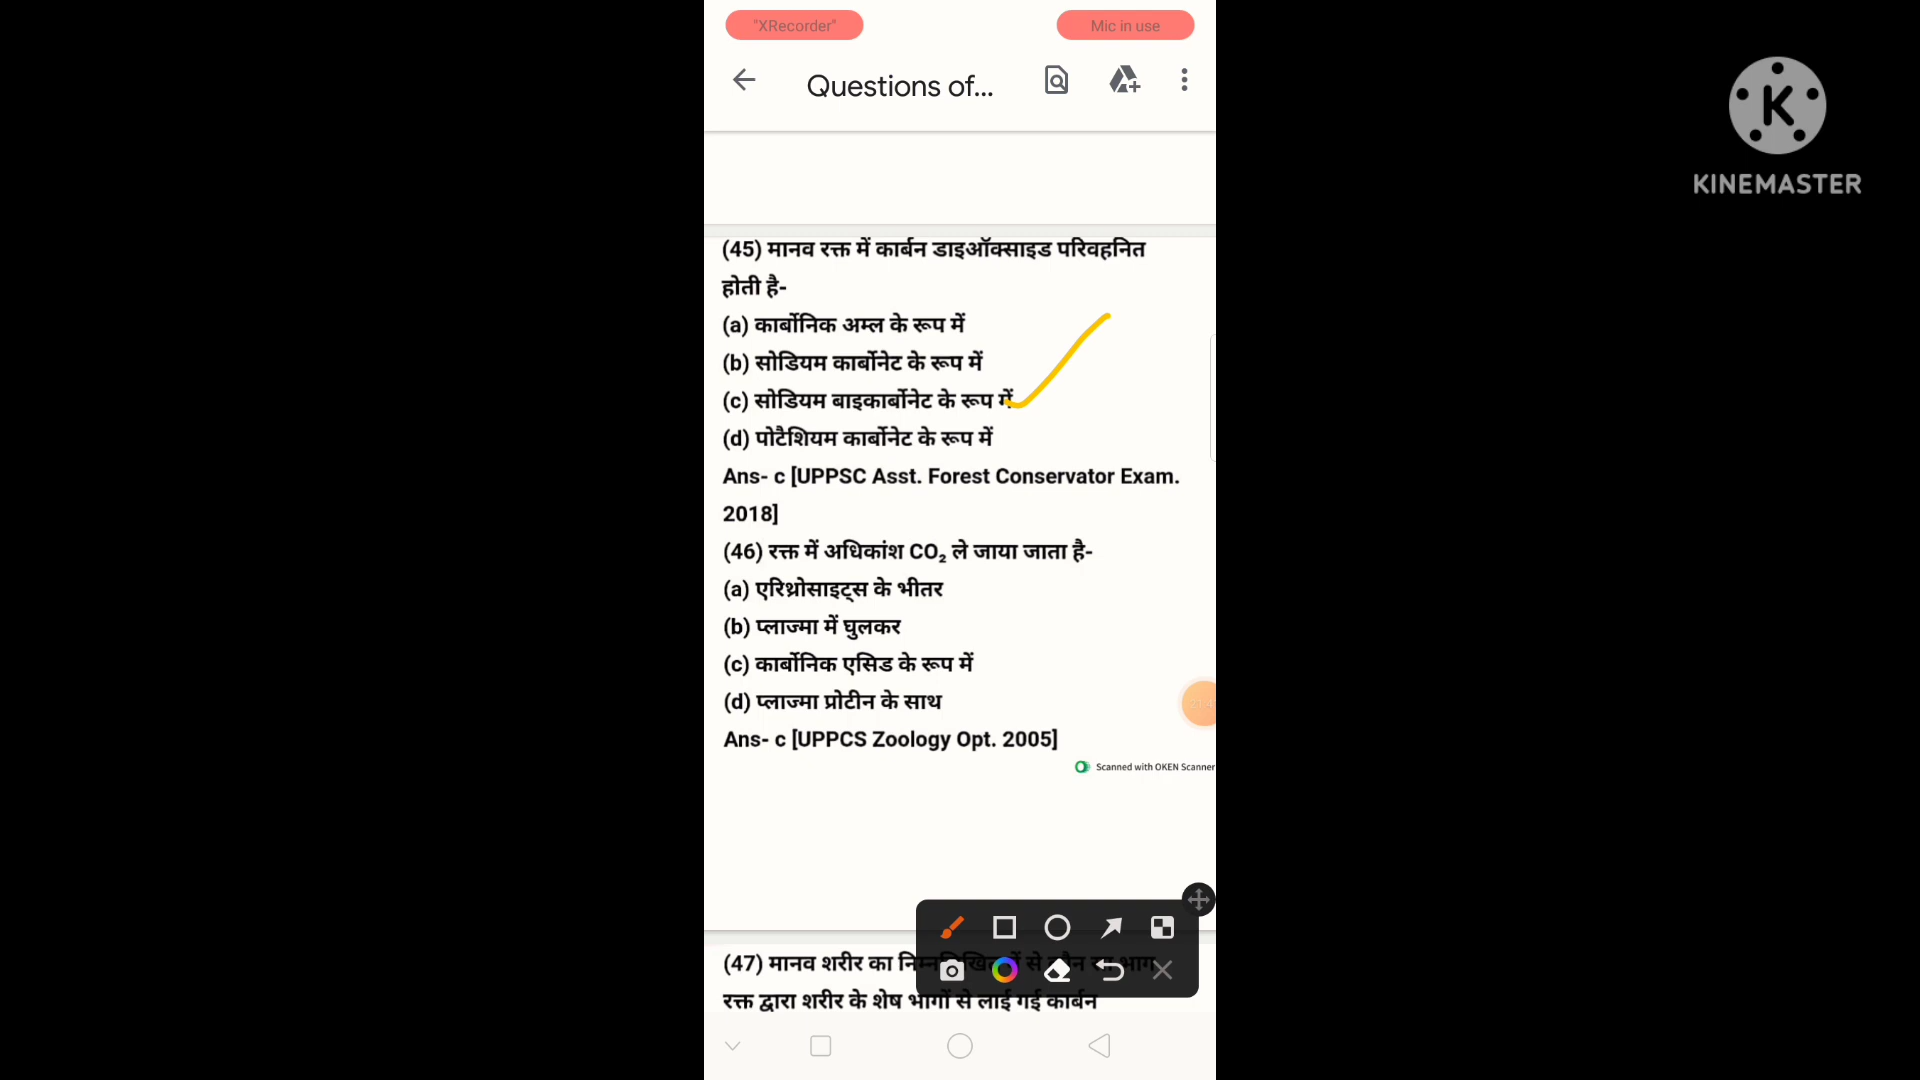 "XRecorder"
Mic in use
Questions of...
KINEMASTER
(45) मानव रक्त में कार्बन डाइऑक्साइड परिवहनित
होती है-
(a) कार्बोनिक अम्ल के रूप में
(b) सोडियम कार्बोनेट के रूप में
(c) सोडियम बाइकार्बोनेट के रूप में
(d) पोटैशियम कार्बोनेट के रूप में
Ans- c [UPPSC Asst. Forest Conservator Exam.
2018]
(46) रक्त में अधिकांश CO₂ ले जाया जाता है-
(a) एरिथ्रोसाइट्स के भीतर
(b) प्लाज्मा में घुलकर
(c) कार्बोनिक एसिड के रूप में
(d) प्लाज्मा प्रोटीन के साथ
Ans- c [UPPCS Zoology Opt. 2005]
Scanned with OKEN Scanner
(47) मानव शरीर का निम्नलिखित में से कौन सा भाग
रक्त द्वारा शरीर के शेष भागों से लाई गई कार्बन